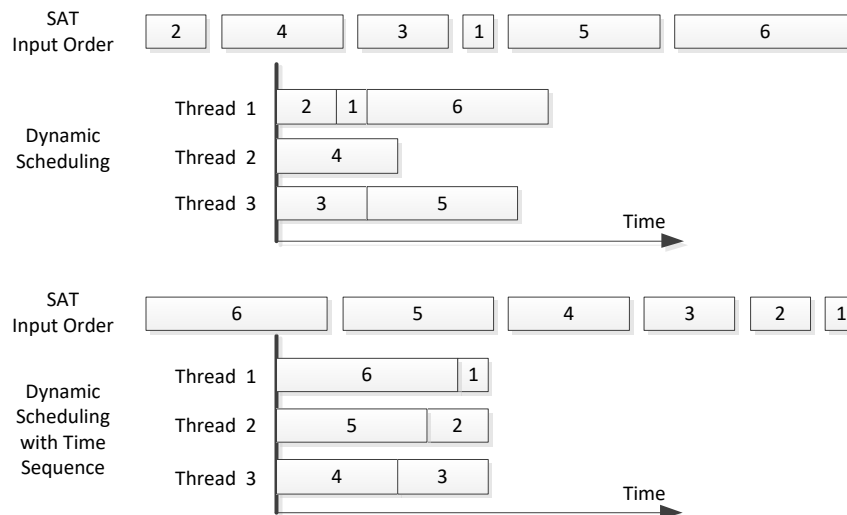 SAT
Input Order
2 4 3 1 5 6
Dynamic
Scheduling
Thread 1 2 1 6
Thread 2 4
Thread 3 3 5
Time
SAT
Input Order
6 5 4 3 2 1
Dynamic
Scheduling
with Time
Sequence
Thread 1 6 1
Thread 2 5 2
Thread 3 4 3
Time